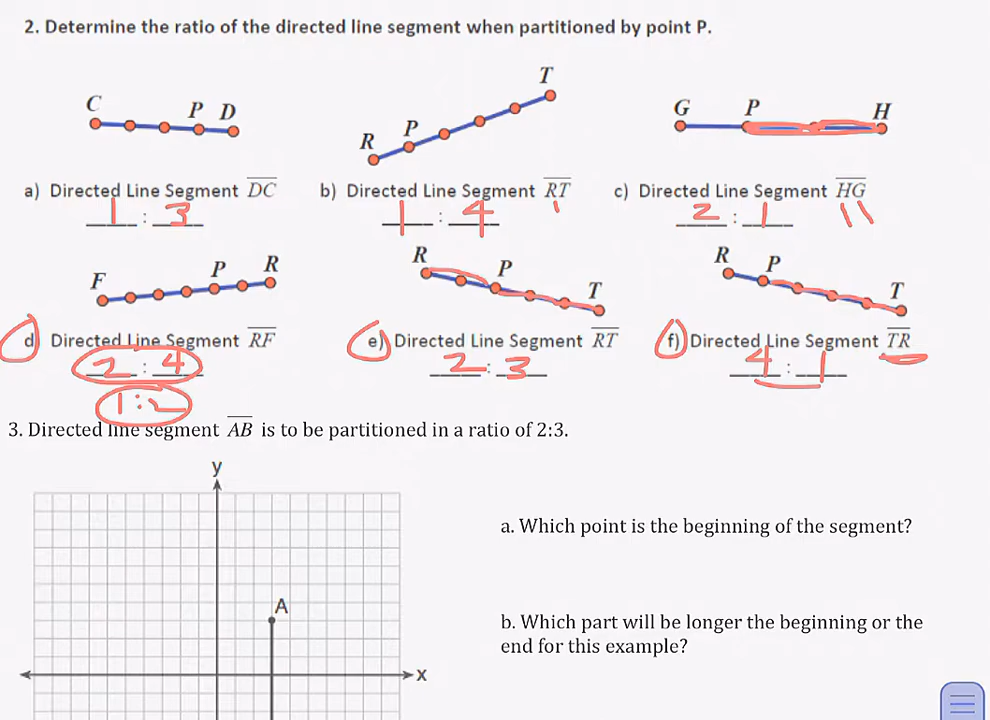 2. Determine the ratio of the directed line segment when partitioned by point P.
C P D
R P T
G P H
a) Directed Line Segment DC
b) Directed Line Segment RT
c) Directed Line Segment HG
1 : 3
1 : 4
2 : 1
F P R
R P T
R P T
d) Directed Line Segment RF
e) Directed Line Segment RT
f) Directed Line Segment TR
2 : 4
2 : 3
4 : 1
1:2
3. Directed line segment AB is to be partitioned in a ratio of 2:3.
y
a. Which point is the beginning of the segment?
A
b. Which part will be longer the beginning or the
end for this example?
x